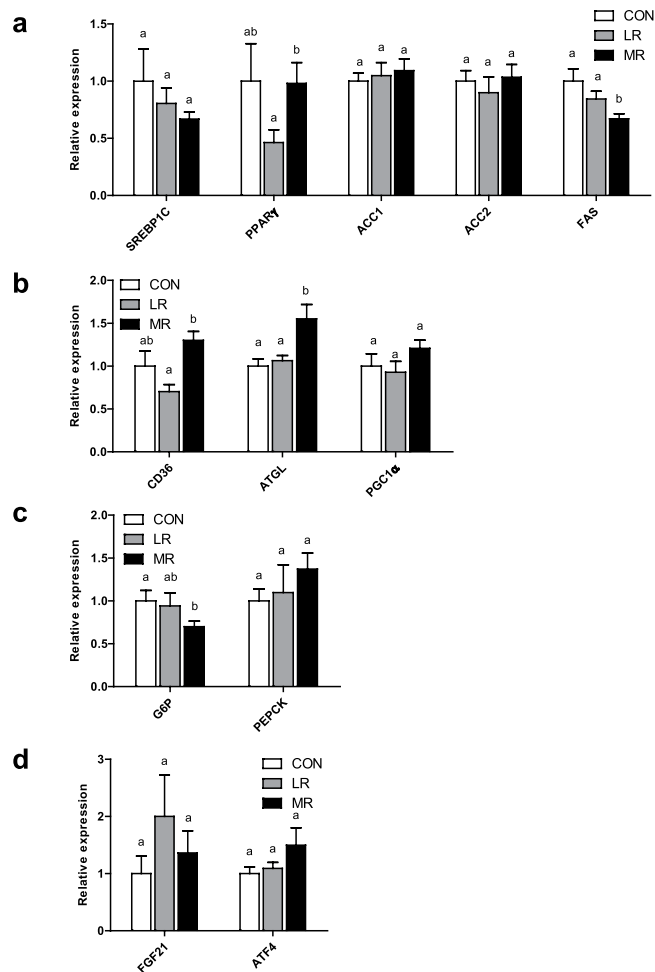 a
CON
LR
MR
Relative expression
1.5
1.0
0.5
0.0
a a a
ab a b
a a a
a a a
a a b
SREBP1C
PPARγ
ACC1
ACC2
FAS
b
CON
LR
MR
Relative expression
2.0
1.5
1.0
0.5
0.0
ab a b
a a b
a a a
CD36
ATGL
PGC1α
c
CON
LR
MR
Relative expression
2.0
1.5
1.0
0.5
0.0
a ab b
a a a
G6P
PEPCK
d
CON
LR
MR
Relative expression
3
2
1
0
a a a
a a a
FGF21
ATF4